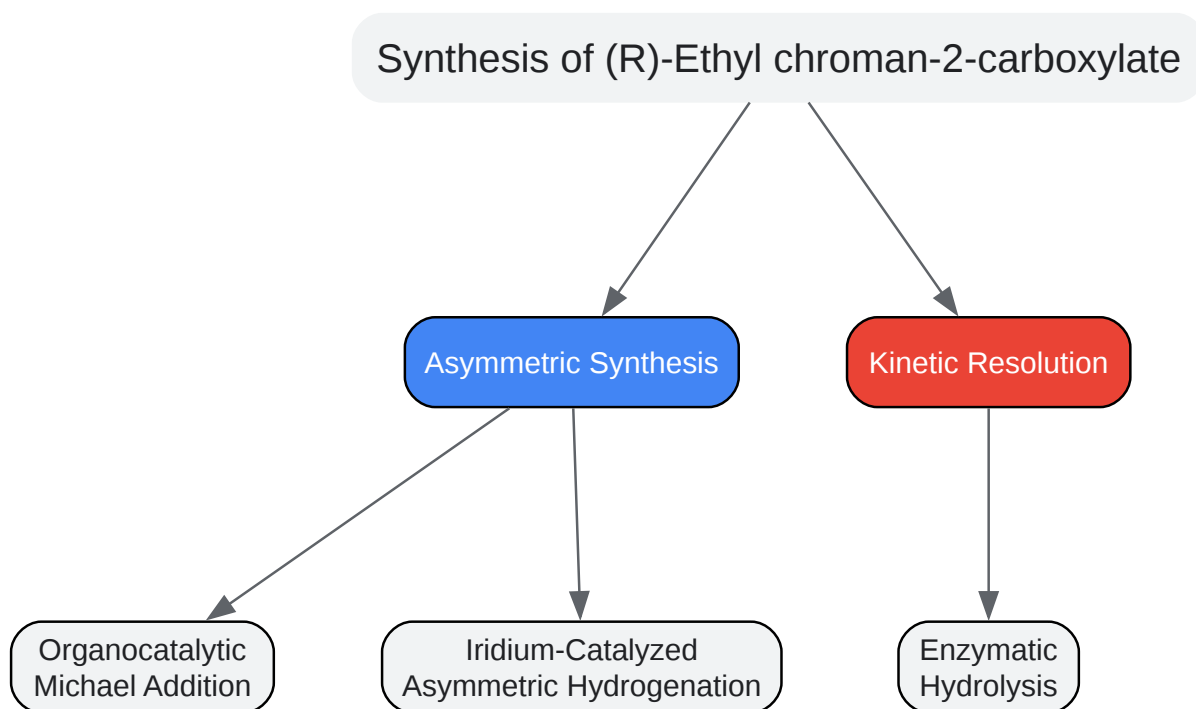 Synthesis of (R)-Ethyl chroman-2-carboxylate
Asymmetric Synthesis
Kinetic Resolution
Organocatalytic
Michael Addition
Iridium-Catalyzed
Asymmetric Hydrogenation
Enzymatic
Hydrolysis